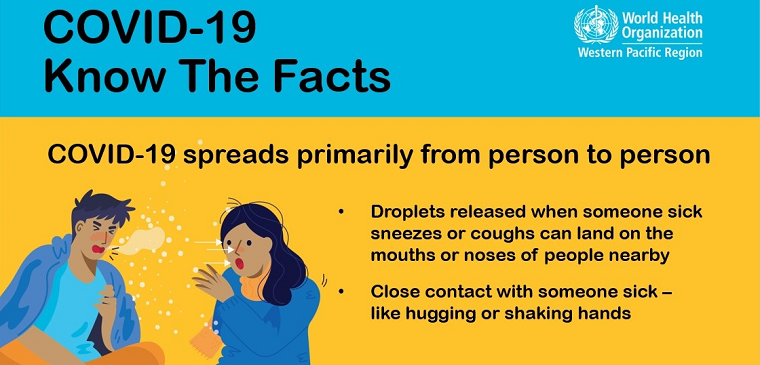 COVID-19
Know The Facts
World Health
Organization
Western Pacific Region
COVID-19 spreads primarily from person to person
• Droplets released when someone sick
sneezes or coughs can land on the
mouths or noses of people nearby
• Close contact with someone sick –
like hugging or shaking hands